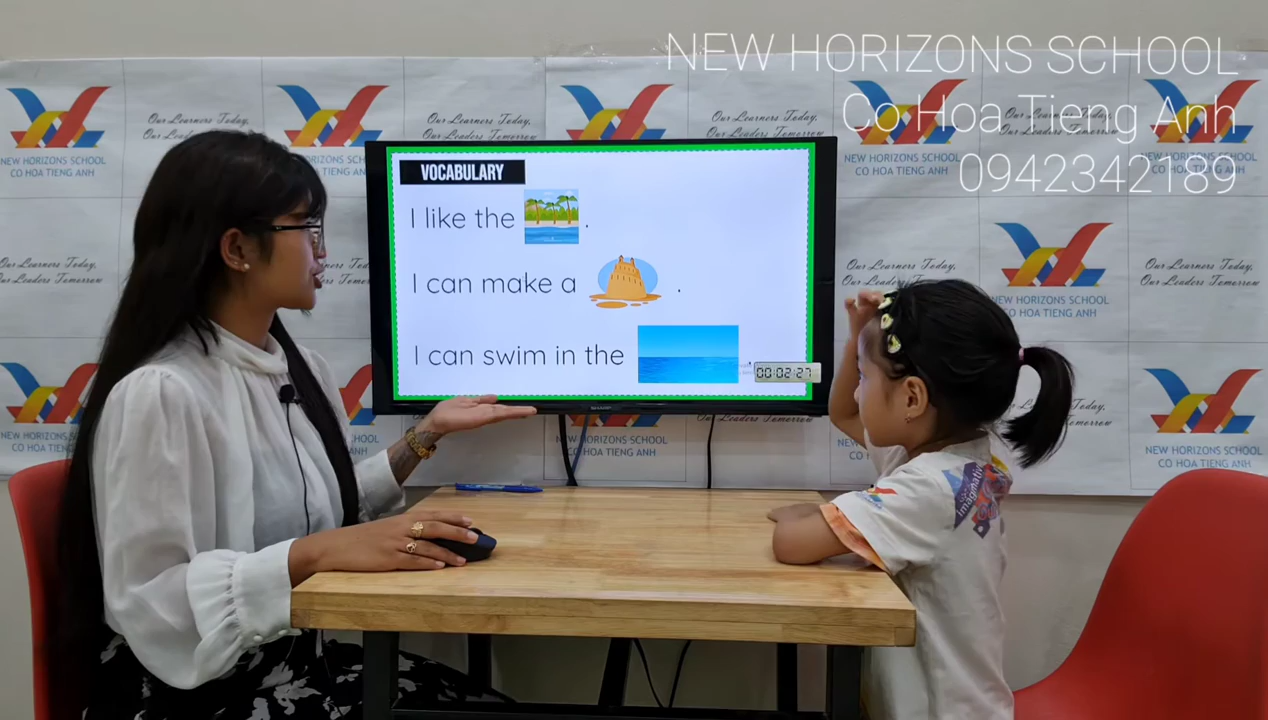 NEW HORIZONS SCHOOL
Co Hoa Tieng Anh
0942342189
VOCABULARY
I like the .
I can make a .
I can swim in the .
00:02:27
SHARP
Our Learners Today,
Our Leaders Tomorrow
NEW HORIZONS SCHOOL
CO HOA TIENG ANH
Imagination